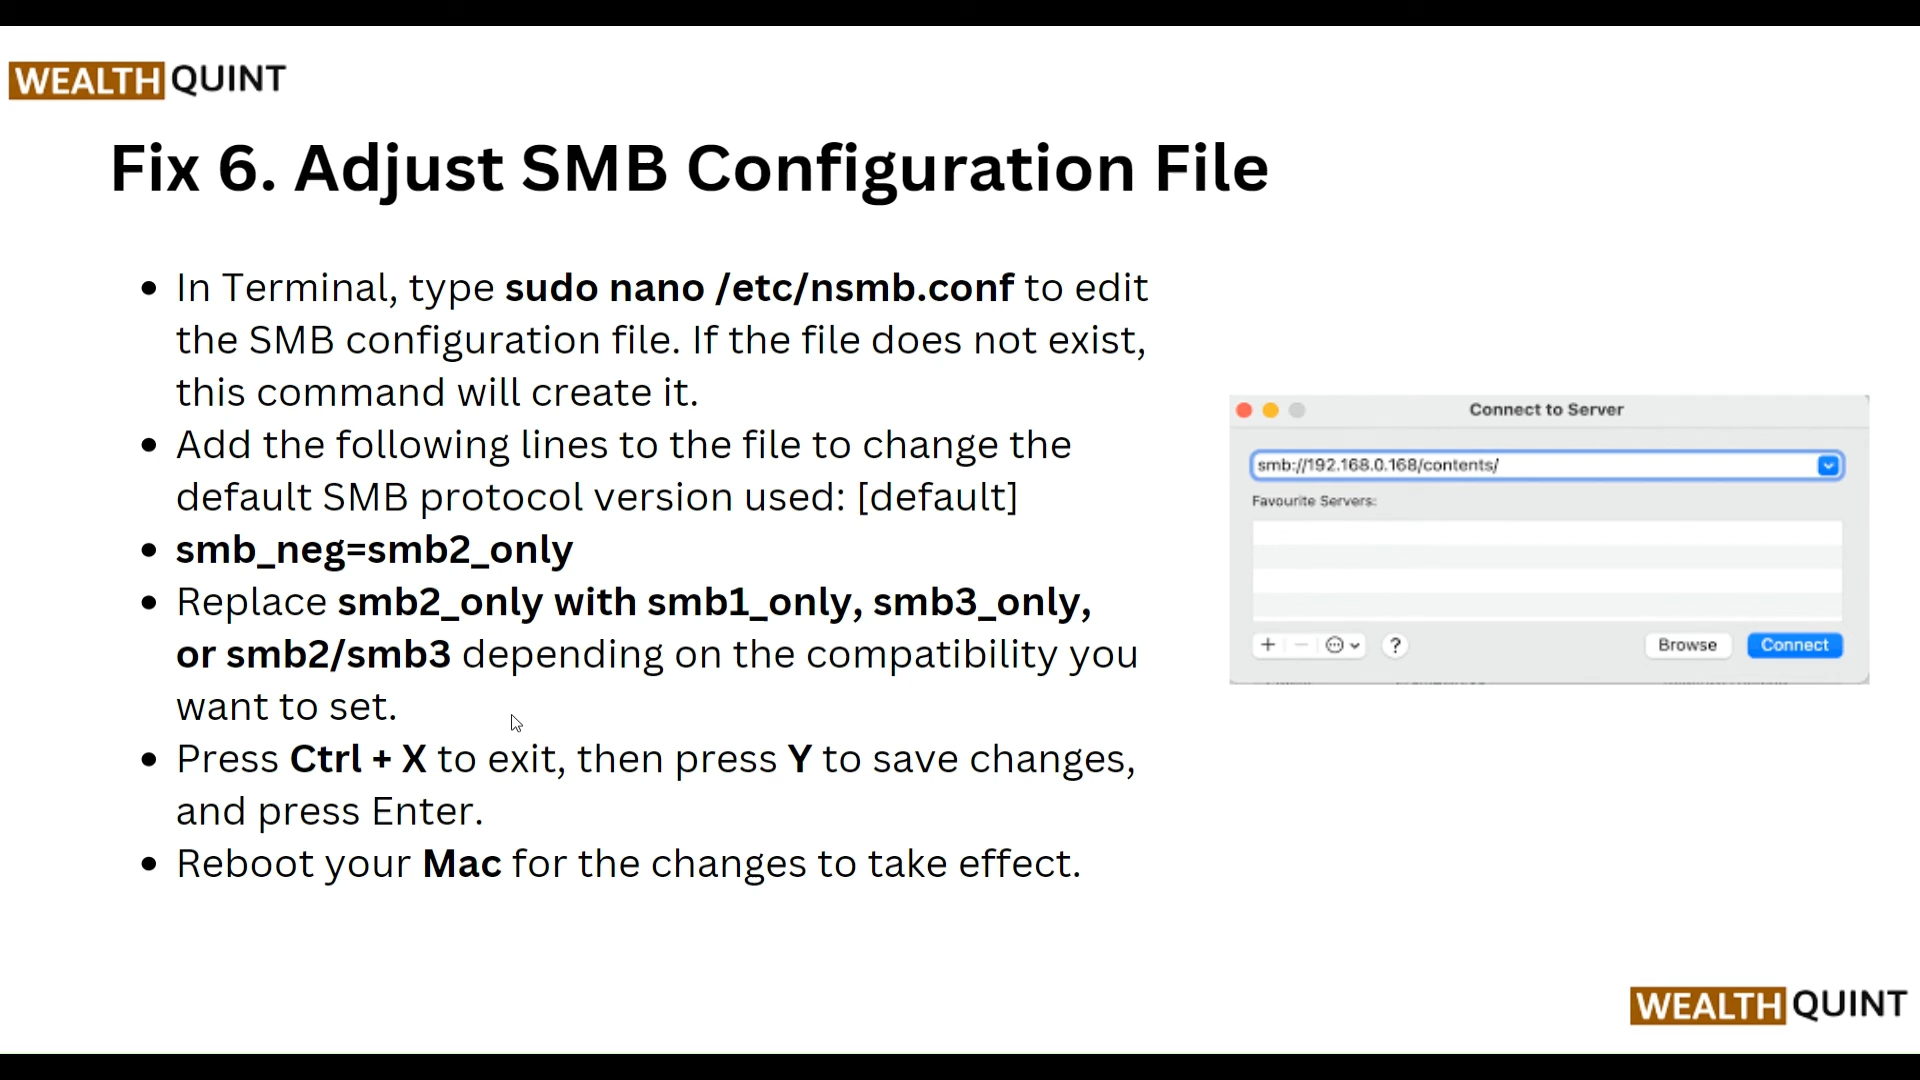 WEALTH QUINT
Fix 6. Adjust SMB Configuration File
• In Terminal, type sudo nano /etc/nsmb.conf to edit
the SMB configuration file. If the file does not exist,
this command will create it.
• Add the following lines to the file to change the
default SMB protocol version used: [default]
• smb_neg=smb2_only
• Replace smb2_only with smb1_only, smb3_only,
or smb2/smb3 depending on the compatibility you
want to set.
• Press Ctrl + X to exit, then press Y to save changes,
and press Enter.
• Reboot your Mac for the changes to take effect.
Connect to Server
smb://192.168.0.168/contents/
Favourite Servers:
+ − ?
Browse Connect
WEALTH QUINT